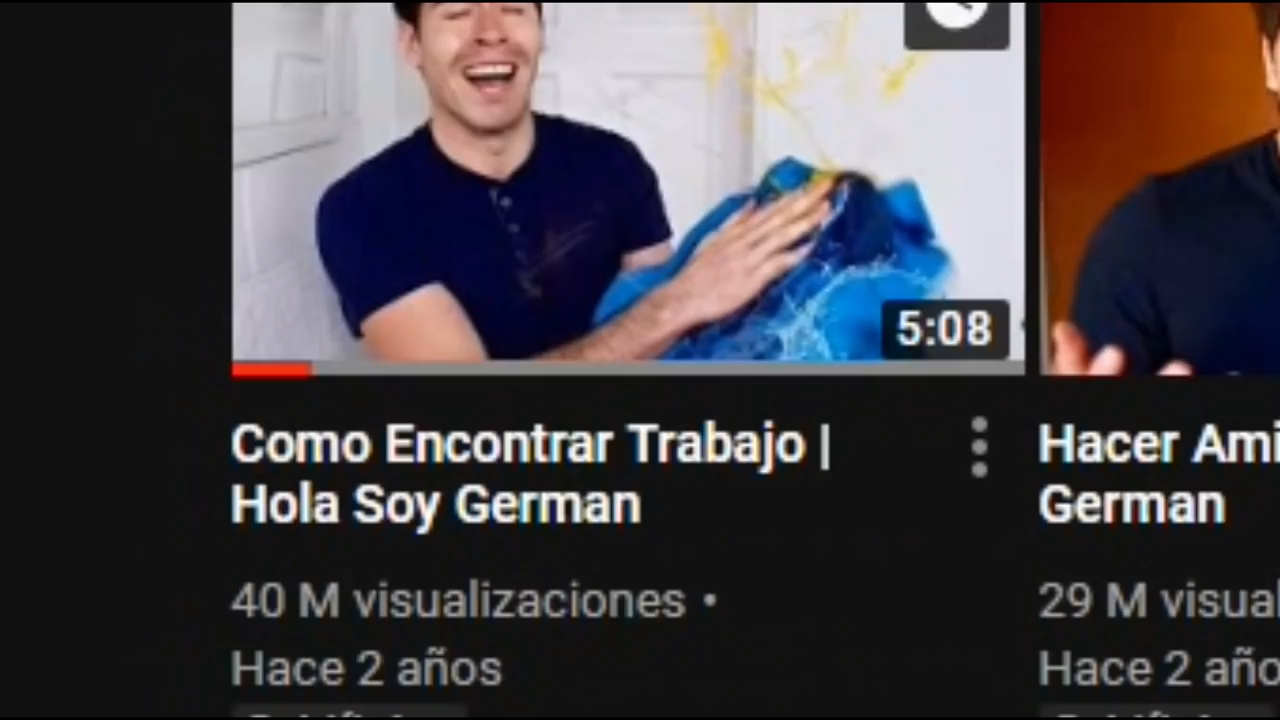 5:08
Como Encontrar Trabajo |
Hola Soy German
40 M visualizaciones •
Hace 2 años
Hacer Ami
German
29 M visual
Hace 2 año